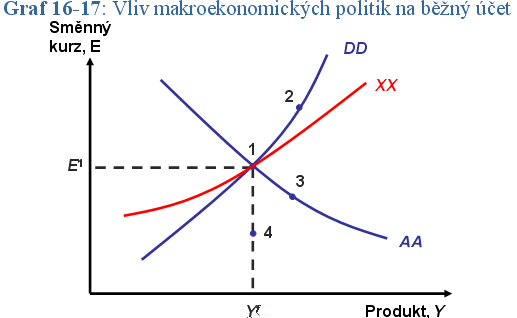 Graf 16-17: Vliv makroekonomických politik na běžný účet
Směnný
kurz, E
DD
XX
2
1
E¹
3
4
AA
Yᶠ
Produkt, Y